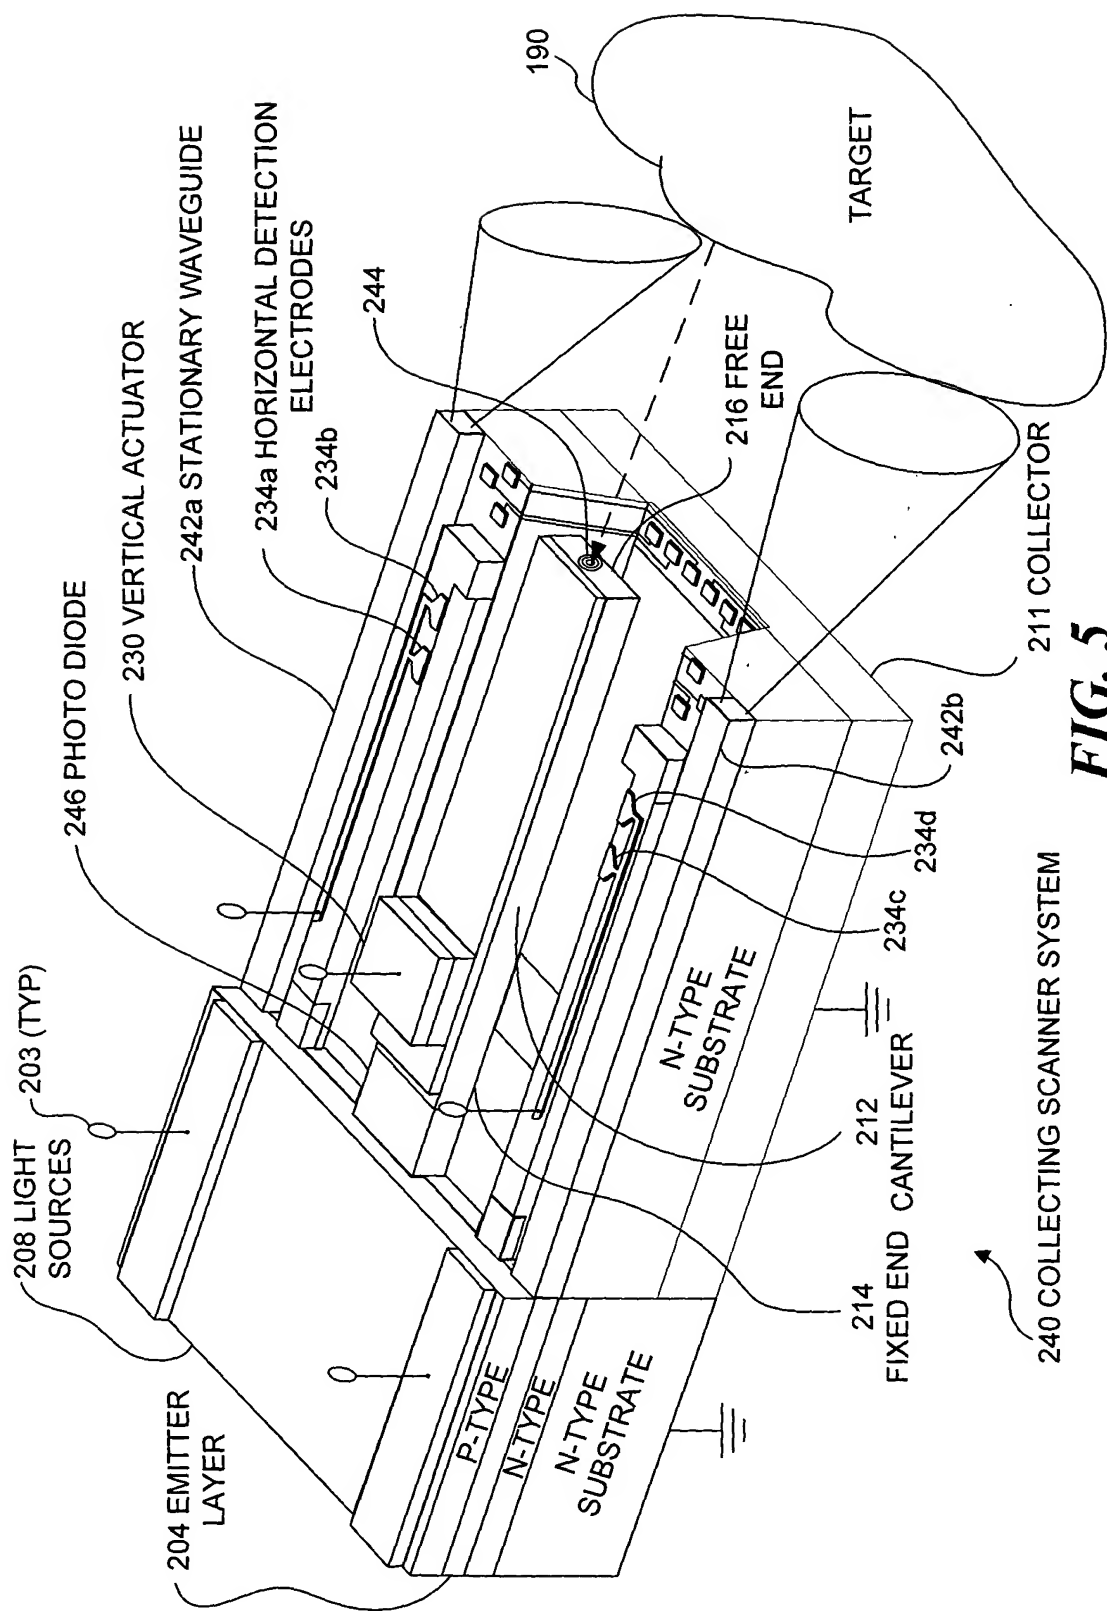 190
TARGET
244
216 FREE
END
234a HORIZONTAL DETECTION
ELECTRODES
234b
242a STATIONARY WAVEGUIDE
230 VERTICAL ACTUATOR
246 PHOTO DIODE
203 (TYP)
208 LIGHT
SOURCES
204 EMITTER
LAYER
P-TYPE
N-TYPE
N-TYPE
SUBSTRATE
N-TYPE
SUBSTRATE
214
FIXED END
212
CANTILEVER
234c
234d
242b
211 COLLECTOR
240 COLLECTING SCANNER SYSTEM
FIG. 5